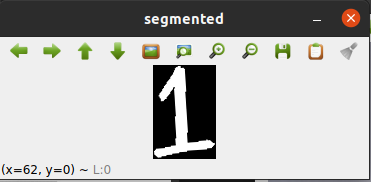 segmented
1
(x=62, y=0) ~ L:0